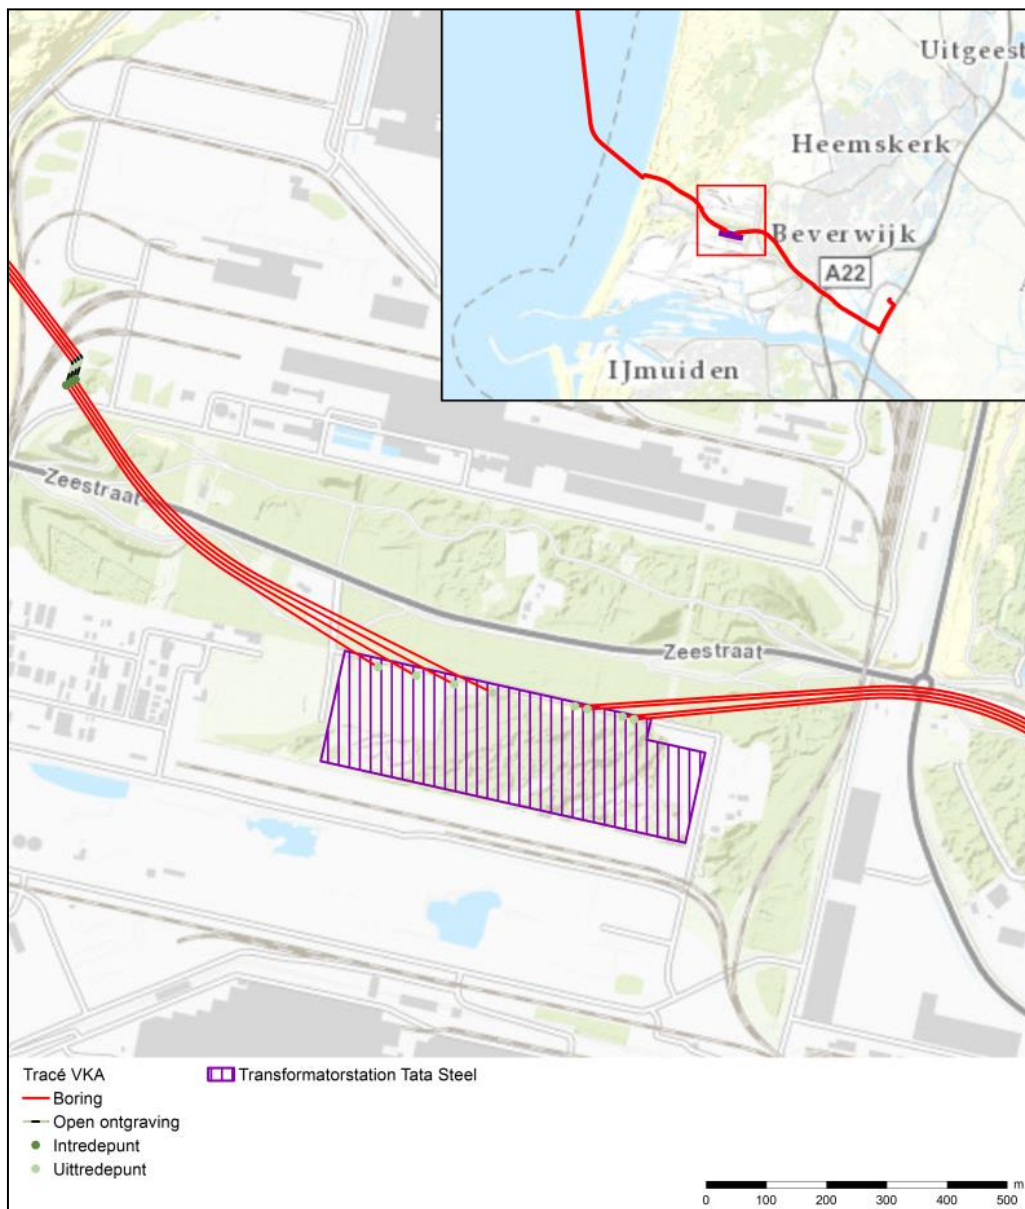 Uitgeest
Heemskerk
Beverwijk
A22
IJmuiden
Zeestraat
Zeestraat
Tracé VKA
Boring
Open ontgraving
Intredepunt
Uittredepunt
Transformatorstation Tata Steel
m
0 100 200 300 400 500